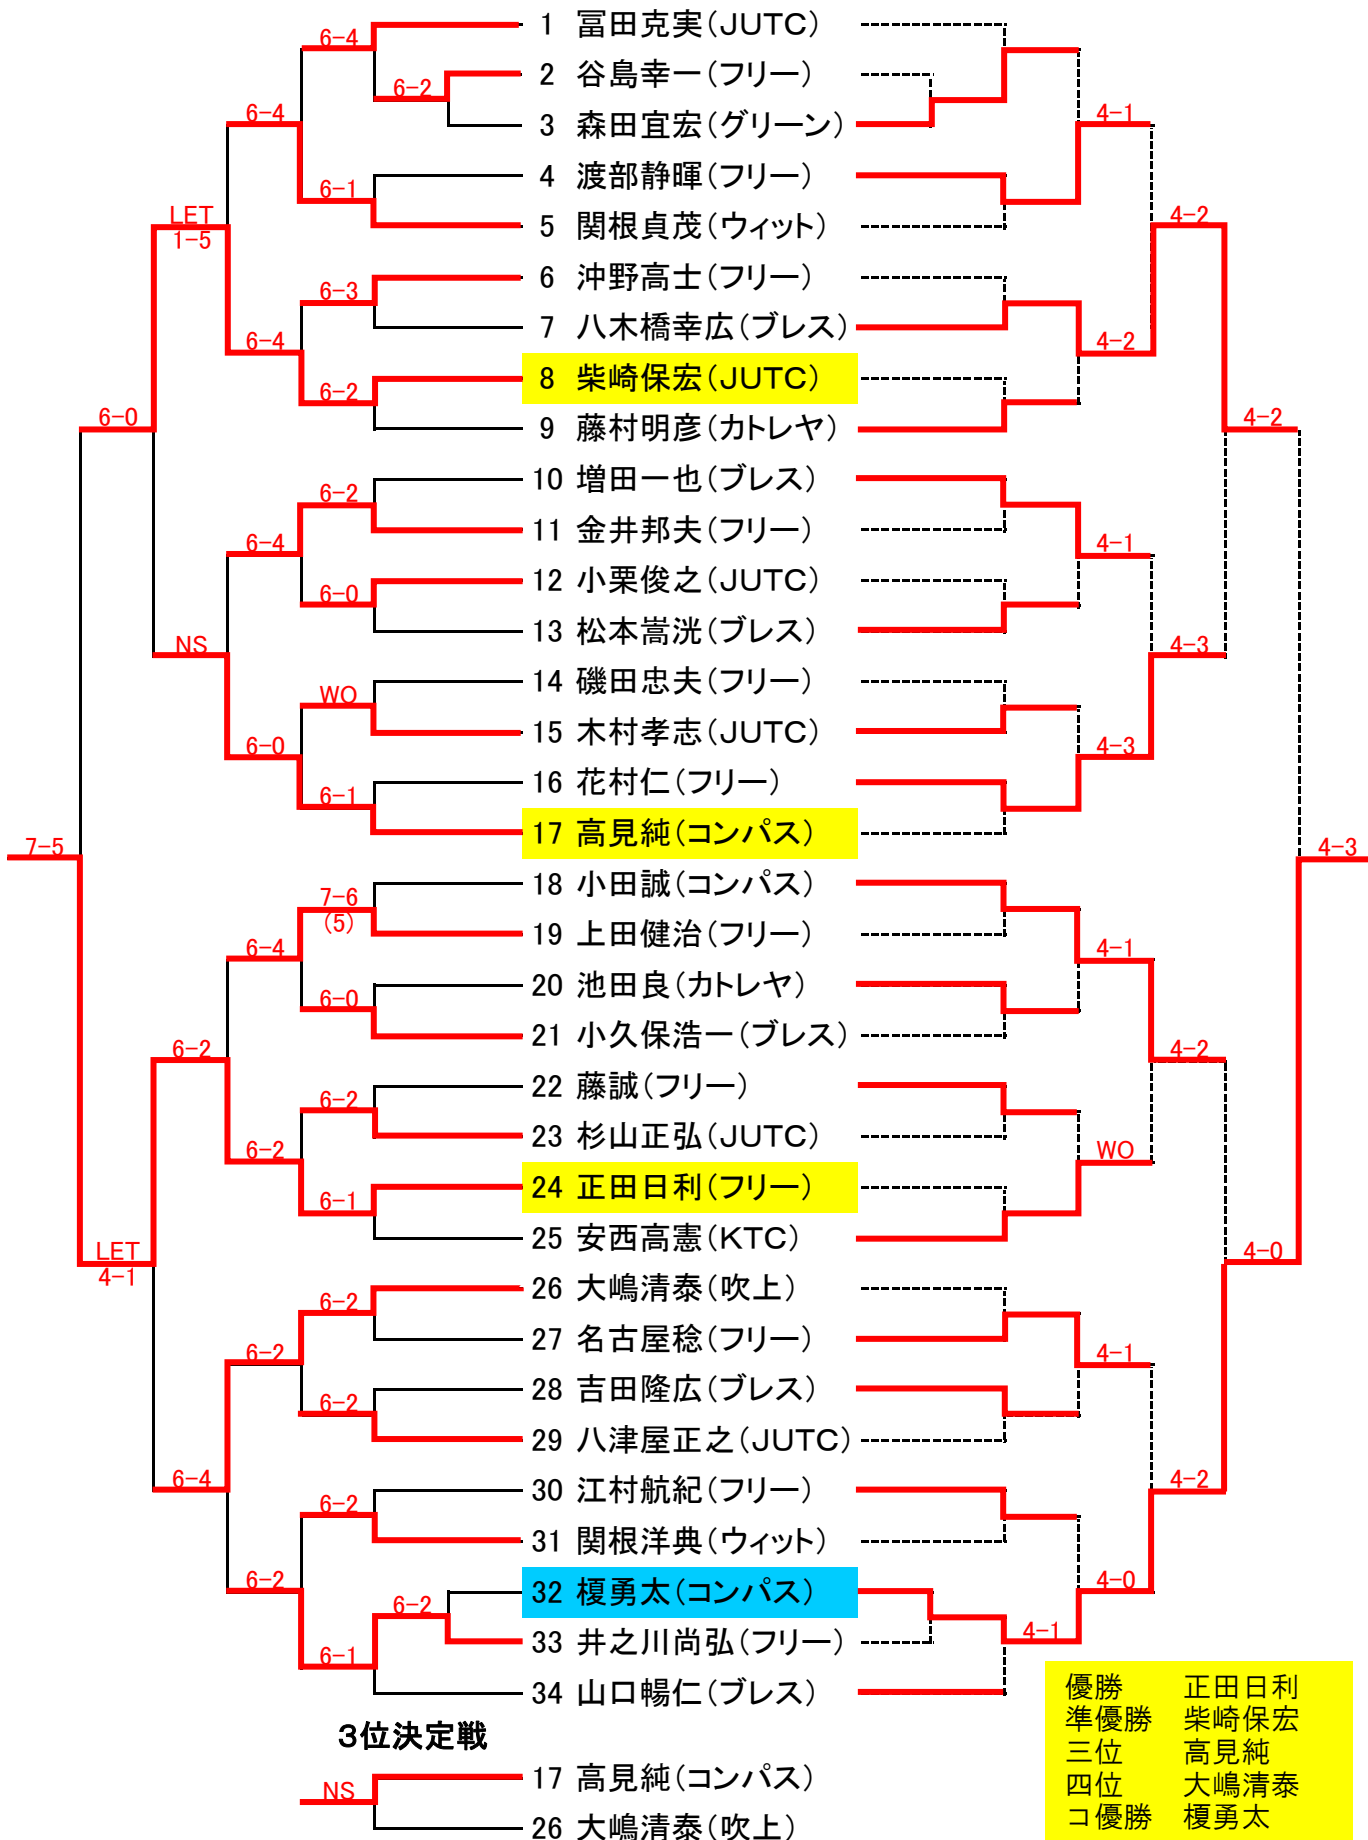 1 冨田克実(JUTC)
6-4
2 谷島幸一(フリー)
6-2
6-4
4-1
3 森田宜宏(グリーン)
4 渡部静暉(フリー)
6-1
LET
4-2
5 関根貞茂(ウィット)
1-5
6 沖野高士(フリー)
6-3
7 八木橋幸広(ブレス)
6-4
4-2
8 柴崎保宏(JUTC)
6-2
6-0
4-2
9 藤村明彦(カトレヤ)
10 増田一也(ブレス)
6-2
11 金井邦夫(フリー)
6-4
4-1
12 小栗俊之(JUTC)
6-0
13 松本嵩洸(ブレス)
NS
4-3
14 磯田忠夫(フリー)
WO
15 木村孝志(JUTC)
6-0
4-3
16 花村仁(フリー)
6-1
17 高見純(コンパス)
7-5
4-3
18 小田誠(コンパス)
7-6
(5)
19 上田健治(フリー)
6-4
4-1
20 池田良(カトレヤ)
6-0
21 小久保浩一(ブレス)
6-2
4-2
22 藤誠(フリー)
6-2
23 杉山正弘(JUTC)
6-2
WO
24 正田日利(フリー)
6-1
25 安西高憲(KTC)
LET
4-0
4-1
26 大嶋清泰(吹上)
6-2
27 名古屋稔(フリー)
6-2
4-1
28 吉田隆広(ブレス)
6-2
29 八津屋正之(JUTC)
6-4
4-2
30 江村航紀(フリー)
6-2
31 関根洋典(ウィット)
6-2
4-0
32 榎勇太(コンパス)
6-2
33 井之川尚弘(フリー)
4-1
6-1
34 山口暢仁(ブレス)
優勝 正田日利
準優勝 柴崎保宏
三位 高見純
四位 大嶋清泰
コ優勝 榎勇太
3位決定戦
17 高見純(コンパス)
NS
26 大嶋清泰(吹上)